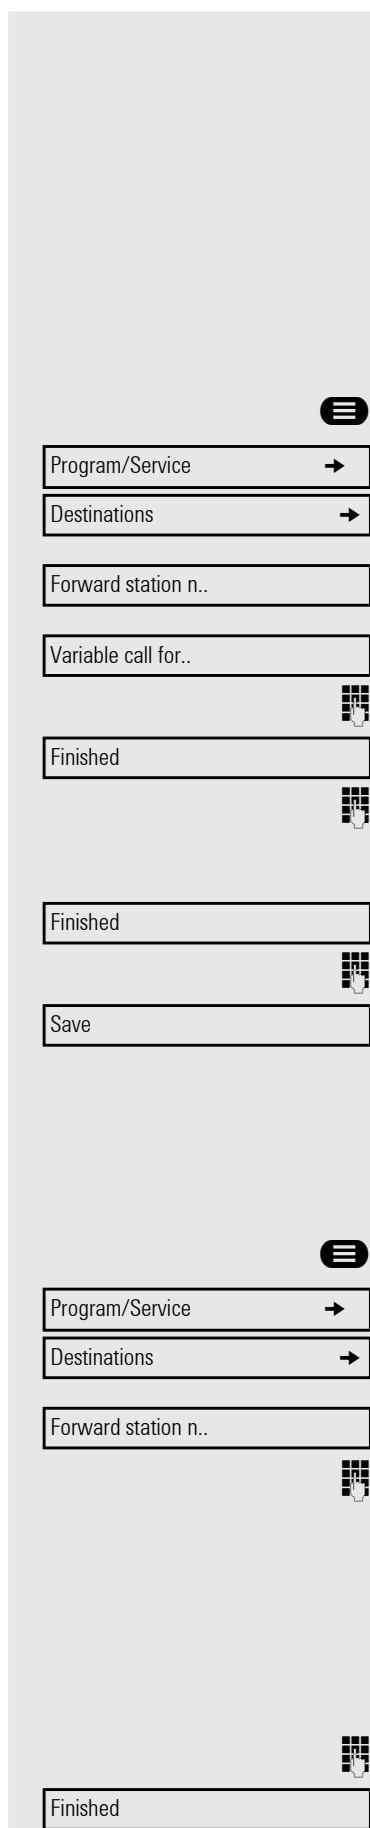 Program/Service
Destinations
Forward station n..
Variable call for..
Finished
Finished
Save
Program/Service
Destinations
Forward station n..
Finished